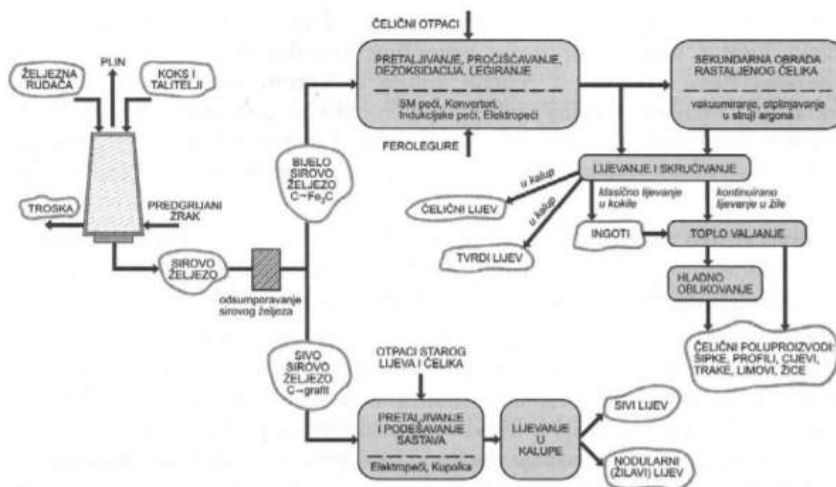 PLIN
ŽELJEZNA
RUDAČA
KOKS I
TALITELJI
TROSKA
PREDGRIJANI
ZRAK
SIROVO
ŽELJEZO
odsumporavanje
sirovog željeza
BIJELO
SIROVO
ŽELJEZO
C→Fe₃C
SIVO
SIROVO
ŽELJEZO
C→grafit
ČELIČNI OTPACI
PRETALJIVANJE, PROČIŠĆAVANJE,
DEZOKSIDACIJA, LEGIRANJE
SM peći, Konvertori,
Indukcijske peći, Elektropeći
FEROLEGURE
SEKUNDARNA OBRADA
RASTALJENOG ČELIKA
vakuumiranje, otplinjavanje
u struji argona
LIJEVANJE I SKRUĆIVANJE
u kalup
u kalup
klasično lijevanje
u kokile
kontinuirano
lijevanje u žile
ČELIČNI LIJEV
TVRDI LIJEV
INGOTI
TOPLO VALJANJE
HLADNO
OBLIKOVANJE
ČELIČNI POLUPROIZVODI:
ŠIPKE, PROFILI, CIJEVI,
TRAKE, LIMOVI, ŽICE
OTPACI STAROG
LIJEVA I ČELIKA
PRETALJIVANJE
I PODEŠAVANJE
SASTAVA
Elektropeći, Kupolka
LIJEVANJE
U
KALUPE
SIVI LIJEV
NODULARNI
(ŽILAVI) LIJEV